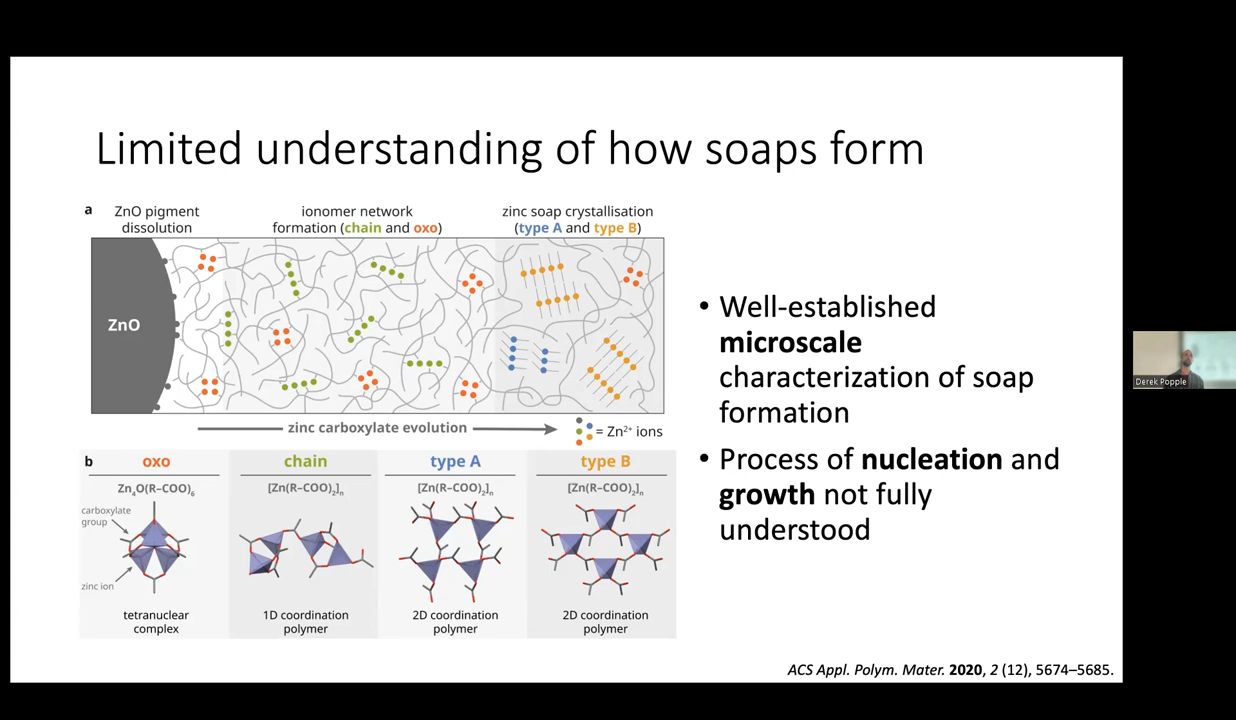 Limited understanding of how soaps form
a
ZnO pigment
dissolution
ionomer network
formation (chain and oxo)
zinc soap crystallisation
(type A and type B)
ZnO
zinc carboxylate evolution
= Zn²⁺ ions
b
oxo
chain
type A
type B
Zn₄O(R–COO)₆
[Zn(R–COO)₂]ₙ
[Zn(R–COO)₂]ₙ
[Zn(R–COO)₂]ₙ
carboxylate
group
zinc ion
tetranuclear
complex
1D coordination
polymer
2D coordination
polymer
2D coordination
polymer
• Well-established
microscale
characterization of soap
formation
• Process of nucleation and
growth not fully
understood
ACS Appl. Polym. Mater. 2020, 2 (12), 5674–5685.
Derek Popple